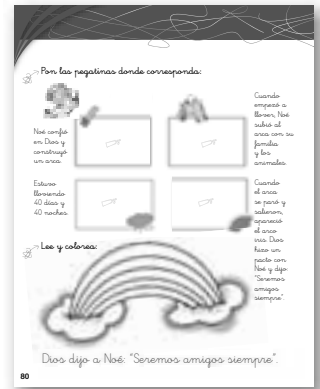 Pon las pegatinas donde corresponda:
Noé confió
en Dios y
construyó
un arca.
Cuando
empezó a
llover, Noé
subió al
arca con su
familia
y los
animales.
Estuvo
lloviendo
40 días y
40 noches.
Cuando
el arca
se paró y
salieron,
apareció
el arco
iris. Dios
hizo un
pacto con
Noé y dijo:
"Seremos
amigos
siempre".
Lee y colorea:
Dios dijo a Noé: "Seremos amigos siempre".
80